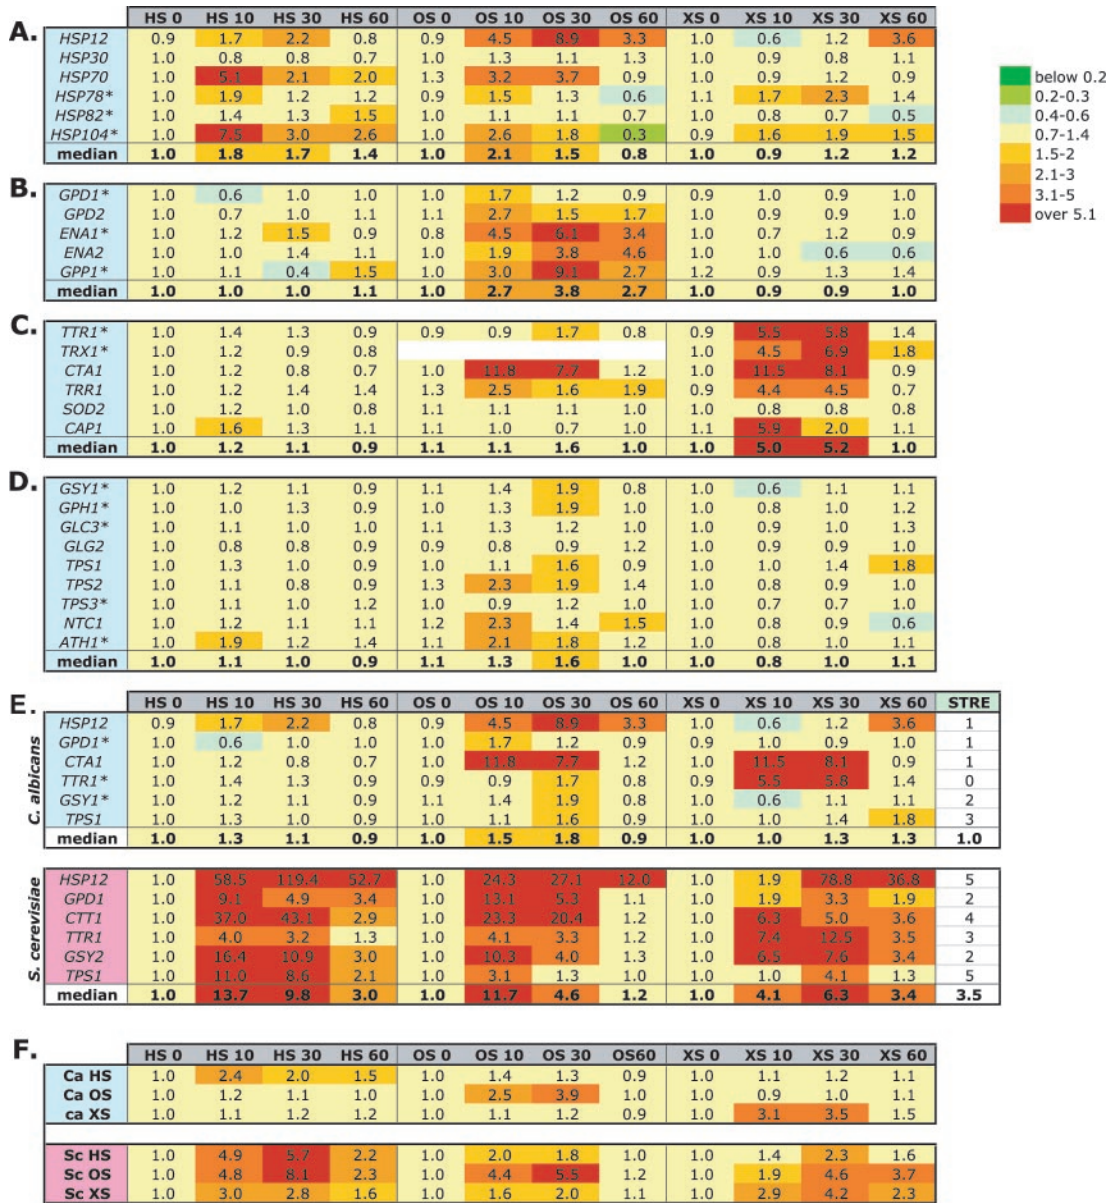 HS 0 HS 10 HS 30 HS 60 OS 0 OS 10 OS 30 OS 60 XS 0 XS 10 XS 30 XS 60
A.
HSP12 0.9 1.7 2.2 0.8 0.9 4.5 8.9 3.3 1.0 0.6 1.2 3.6
HSP30 1.0 0.8 0.8 0.7 1.0 1.3 1.1 1.3 1.0 0.9 0.8 1.1
HSP70 1.0 5.1 2.1 2.0 1.3 3.2 3.7 0.9 1.0 0.9 1.2 0.9
HSP78* 1.0 1.9 1.2 1.2 0.9 1.5 1.3 0.6 1.1 1.7 2.3 1.4
HSP82* 1.0 1.4 1.3 1.5 1.0 1.1 1.1 0.7 1.0 0.8 0.7 0.5
HSP104* 1.0 7.5 3.0 2.6 1.0 2.6 1.8 0.3 0.9 1.6 1.9 1.5
median 1.0 1.8 1.7 1.4 1.0 2.1 1.5 0.8 1.0 0.9 1.2 1.2
below 0.2
0.2-0.3
0.4-0.6
0.7-1.4
1.5-2
2.1-3
3.1-5
over 5.1
B.
GPD1* 1.0 0.6 1.0 1.0 1.0 1.7 1.2 0.9 0.9 1.0 0.9 1.0
GPD2 1.0 0.7 1.0 1.1 1.1 2.7 1.5 1.7 1.0 0.9 0.9 1.0
ENA1* 1.0 1.2 1.5 0.9 0.8 4.5 6.1 3.4 1.0 0.7 1.2 0.9
ENA2 1.0 1.0 1.4 1.1 1.0 1.9 3.8 4.6 1.0 1.0 0.6 0.6
GPP1* 1.0 1.1 0.4 1.5 1.0 3.0 9.1 2.7 1.2 0.9 1.3 1.4
median 1.0 1.0 1.0 1.1 1.0 2.7 3.8 2.7 1.0 0.9 0.9 1.0
C.
TTR1* 1.0 1.4 1.3 0.9 0.9 0.9 1.7 0.8 0.9 5.5 5.8 1.4
TRX1* 1.0 1.2 0.9 0.8 1.0 4.5 6.9 1.8
CTA1 1.0 1.2 0.8 0.7 1.0 11.8 7.7 1.2 1.0 11.5 8.1 0.9
TRR1 1.0 1.2 1.4 1.4 1.3 2.5 1.6 1.9 0.9 4.4 4.5 0.7
SOD2 1.0 1.2 1.0 0.8 1.1 1.1 1.1 1.0 1.0 0.8 0.8 0.8
CAP1 1.0 1.6 1.3 1.1 1.1 1.0 0.7 1.0 1.1 5.9 2.0 1.1
median 1.0 1.2 1.1 0.9 1.1 1.1 1.6 1.0 1.0 5.0 5.2 1.0
D.
GSY1* 1.0 1.2 1.1 0.9 1.1 1.4 1.9 0.8 1.0 0.6 1.1 1.1
GPH1* 1.0 1.0 1.3 0.9 1.0 1.3 1.9 1.0 1.0 0.8 1.0 1.2
GLC3* 1.0 1.1 1.0 1.0 1.1 1.3 1.2 1.0 1.0 0.9 1.0 1.3
GLG2 1.0 0.8 0.8 0.9 0.9 0.8 0.9 1.2 1.0 0.9 0.9 1.0
TPS1 1.0 1.3 1.0 0.9 1.0 1.1 1.6 0.9 1.0 1.0 1.4 1.8
TPS2 1.0 1.1 0.8 0.9 1.3 2.3 1.9 1.4 1.0 0.8 0.9 1.0
TPS3* 1.0 1.1 1.0 1.2 1.0 0.9 1.2 1.0 1.0 0.7 0.7 1.0
NTC1 1.0 1.2 1.1 1.1 1.2 2.3 1.4 1.5 1.0 0.8 0.9 0.6
ATH1* 1.0 1.9 1.2 1.4 1.1 2.1 1.8 1.2 1.0 0.8 1.0 1.1
median 1.0 1.1 1.0 0.9 1.1 1.3 1.6 1.0 1.0 0.8 1.0 1.1
E.
HS 0 HS 10 HS 30 HS 60 OS 0 OS 10 OS 30 OS 60 XS 0 XS 10 XS 30 XS 60 STRE
C. albicans
HSP12 0.9 1.7 2.2 0.8 0.9 4.5 8.9 3.3 1.0 0.6 1.2 3.6 1
GPD1* 1.0 0.6 1.0 1.0 1.0 1.7 1.2 0.9 0.9 1.0 0.9 1.0 1
CTA1 1.0 1.2 0.8 0.7 1.0 11.8 7.7 1.2 1.0 11.5 8.1 0.9 1
TTR1* 1.0 1.4 1.3 0.9 0.9 0.9 1.7 0.8 0.9 5.5 5.8 1.4 0
GSY1* 1.0 1.2 1.1 0.9 1.1 1.4 1.9 0.8 1.0 0.6 1.1 1.1 2
TPS1 1.0 1.3 1.0 0.9 1.0 1.1 1.6 0.9 1.0 1.0 1.4 1.8 3
median 1.0 1.3 1.1 0.9 1.0 1.5 1.8 0.9 1.0 1.0 1.3 1.3 1.0
S. cerevisiae
HSP12 1.0 58.5 119.4 52.7 1.0 24.3 27.1 12.0 1.0 1.9 78.8 36.8 5
GPD1 1.0 9.1 4.9 3.4 1.0 13.1 5.3 1.1 1.0 1.9 3.3 1.9 2
CTT1 1.0 37.0 43.1 2.9 1.0 23.3 20.4 1.2 1.0 6.3 5.0 3.6 4
TTR1 1.0 4.0 3.2 1.3 1.0 4.1 3.3 1.2 1.0 7.4 12.5 3.5 3
GSY2 1.0 16.4 10.9 3.0 1.0 10.3 4.0 1.3 1.0 6.5 7.6 3.4 2
TPS1 1.0 11.0 8.6 2.1 1.0 3.1 1.3 1.0 1.0 1.0 4.1 1.3 5
median 1.0 13.7 9.8 3.0 1.0 11.7 4.6 1.2 1.0 4.1 6.3 3.4 3.5
F.
HS 0 HS 10 HS 30 HS 60 OS 0 OS 10 OS 30 OS60 XS 0 XS 10 XS 30 XS 60
Ca HS 1.0 2.4 2.0 1.5 1.0 1.4 1.3 0.9 1.0 1.1 1.2 1.1
Ca OS 1.0 1.2 1.1 1.0 1.0 2.5 3.9 1.0 1.0 0.9 1.0 1.1
ca XS 1.0 1.1 1.2 1.2 1.0 1.1 1.2 0.9 1.0 3.1 3.5 1.5
Sc HS 1.0 4.9 5.7 2.2 1.0 2.0 1.8 1.0 1.0 1.4 2.3 1.6
Sc OS 1.0 4.8 8.1 2.3 1.0 4.4 5.5 1.2 1.0 1.9 4.6 3.7
Sc XS 1.0 3.0 2.8 1.6 1.0 1.6 2.0 1.1 1.0 2.9 4.2 2.3